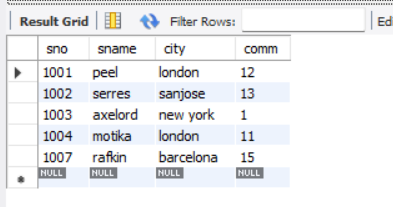 Result Grid Filter Rows: Edi
sno sname city comm
1001 peel london 12
1002 serres sanjose 13
1003 axelord new york 1
1004 motika london 11
1007 rafkin barcelona 15
NULL NULL NULL NULL